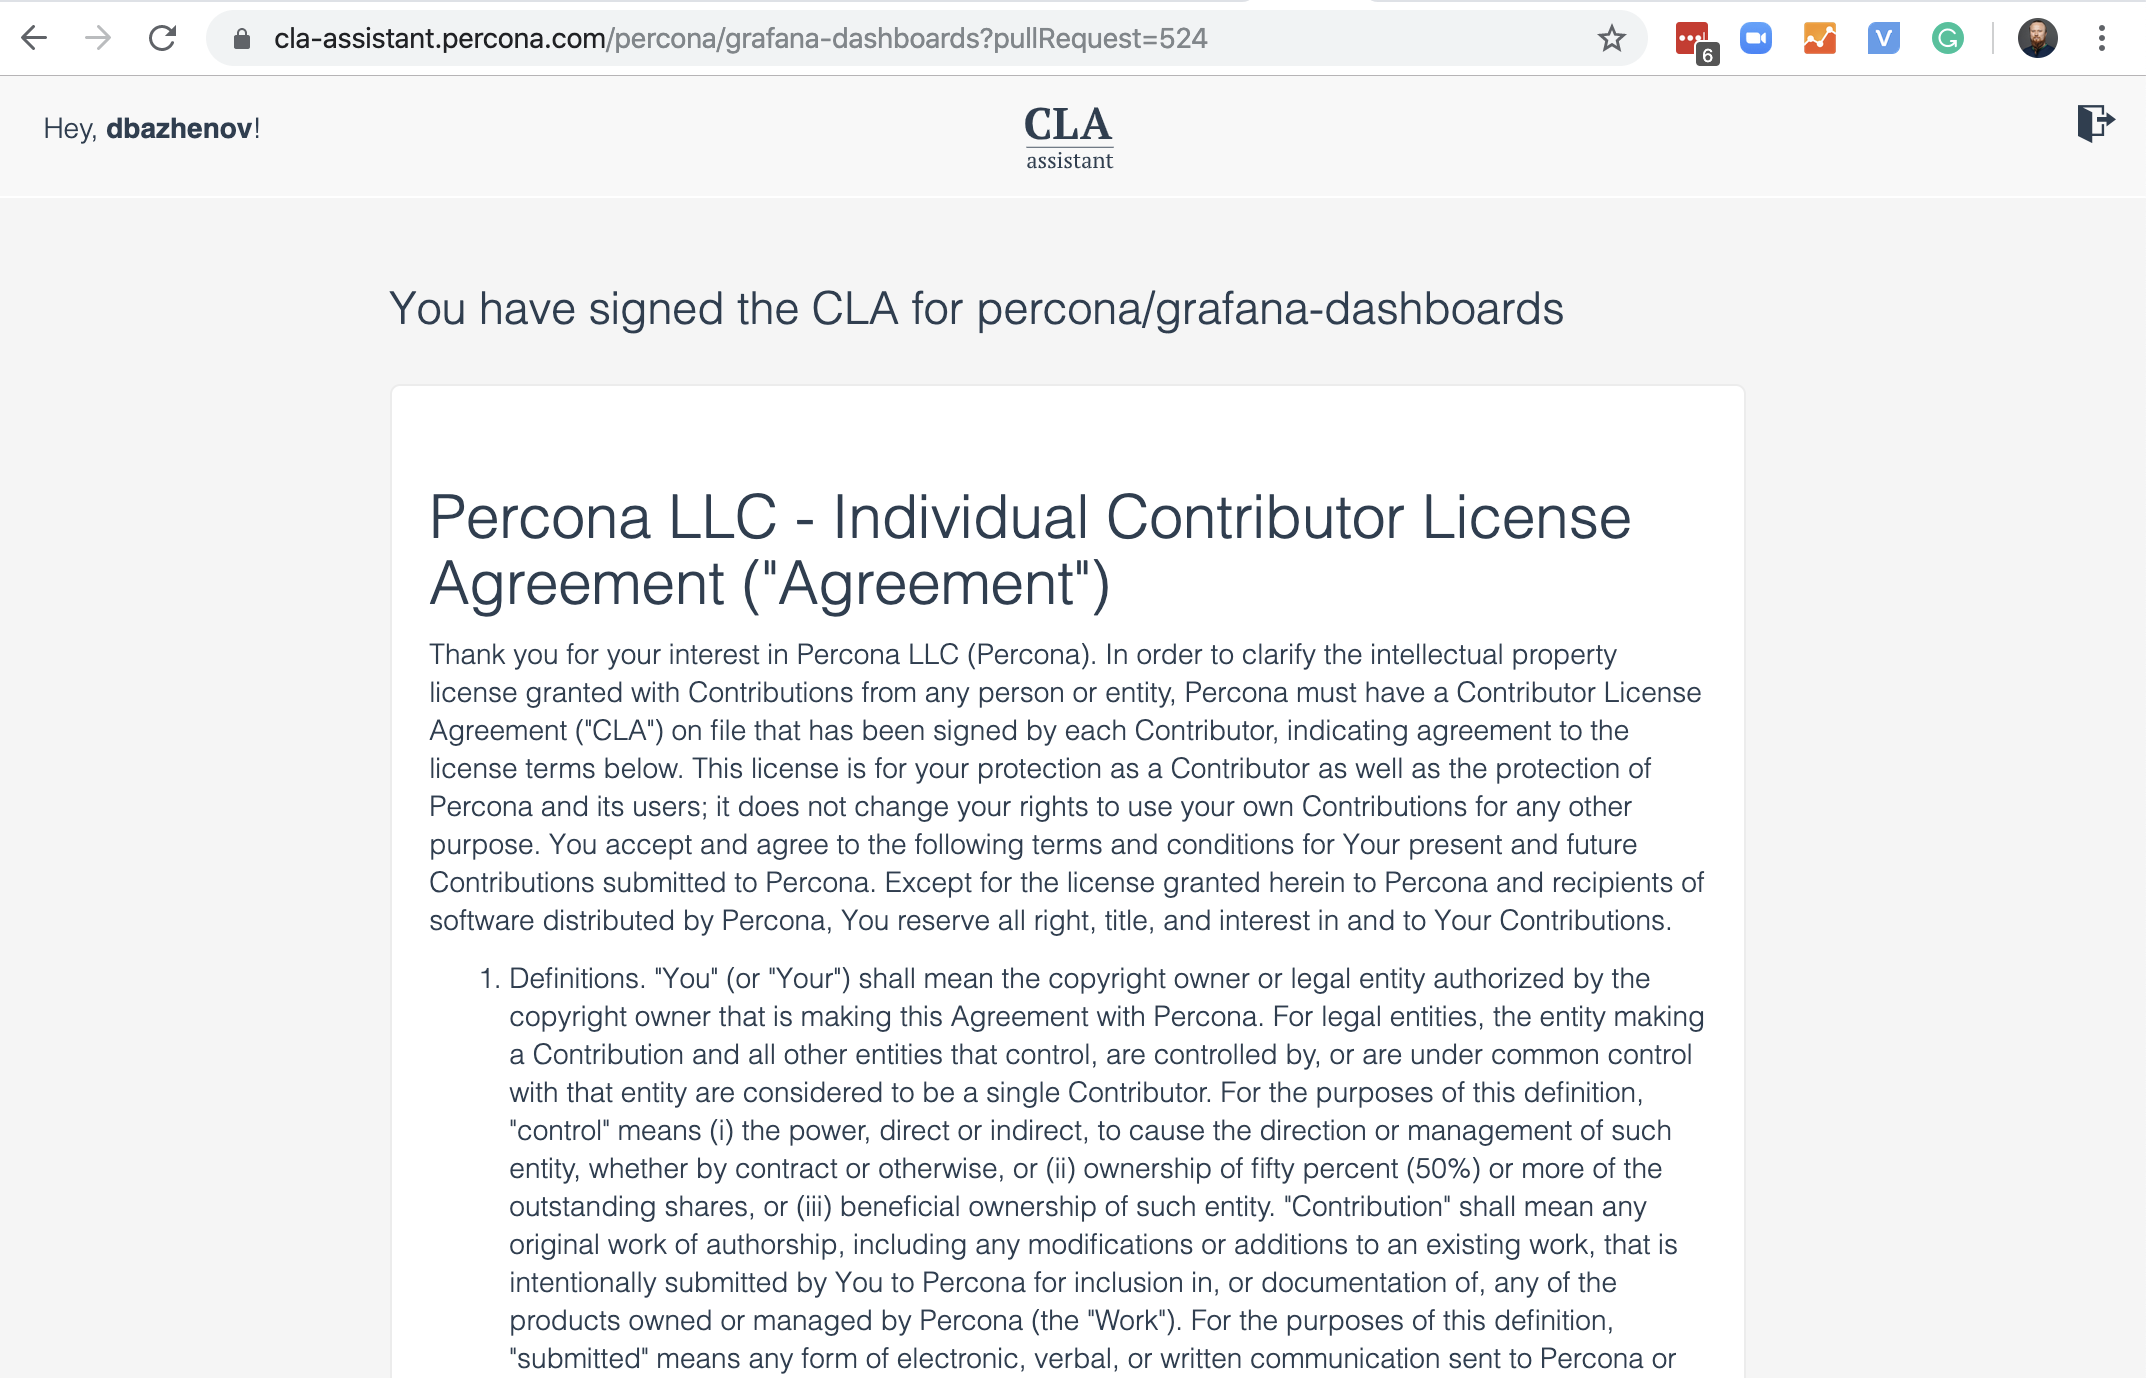 cla-assistant.percona.com/percona/grafana-dashboards?pullRequest=524
6
V
G
Hey, dbazhenov!
CLA
assistant
You have signed the CLA for percona/grafana-dashboards
Percona LLC - Individual Contributor License
Agreement ("Agreement")
Thank you for your interest in Percona LLC (Percona). In order to clarify the intellectual property
license granted with Contributions from any person or entity, Percona must have a Contributor License
Agreement ("CLA") on file that has been signed by each Contributor, indicating agreement to the
license terms below. This license is for your protection as a Contributor as well as the protection of
Percona and its users; it does not change your rights to use your own Contributions for any other
purpose. You accept and agree to the following terms and conditions for Your present and future
Contributions submitted to Percona. Except for the license granted herein to Percona and recipients of
software distributed by Percona, You reserve all right, title, and interest in and to Your Contributions.
1. Definitions. "You" (or "Your") shall mean the copyright owner or legal entity authorized by the
copyright owner that is making this Agreement with Percona. For legal entities, the entity making
a Contribution and all other entities that control, are controlled by, or are under common control
with that entity are considered to be a single Contributor. For the purposes of this definition,
"control" means (i) the power, direct or indirect, to cause the direction or management of such
entity, whether by contract or otherwise, or (ii) ownership of fifty percent (50%) or more of the
outstanding shares, or (iii) beneficial ownership of such entity. "Contribution" shall mean any
original work of authorship, including any modifications or additions to an existing work, that is
intentionally submitted by You to Percona for inclusion in, or documentation of, any of the
products owned or managed by Percona (the "Work"). For the purposes of this definition,
"submitted" means any form of electronic, verbal, or written communication sent to Percona or